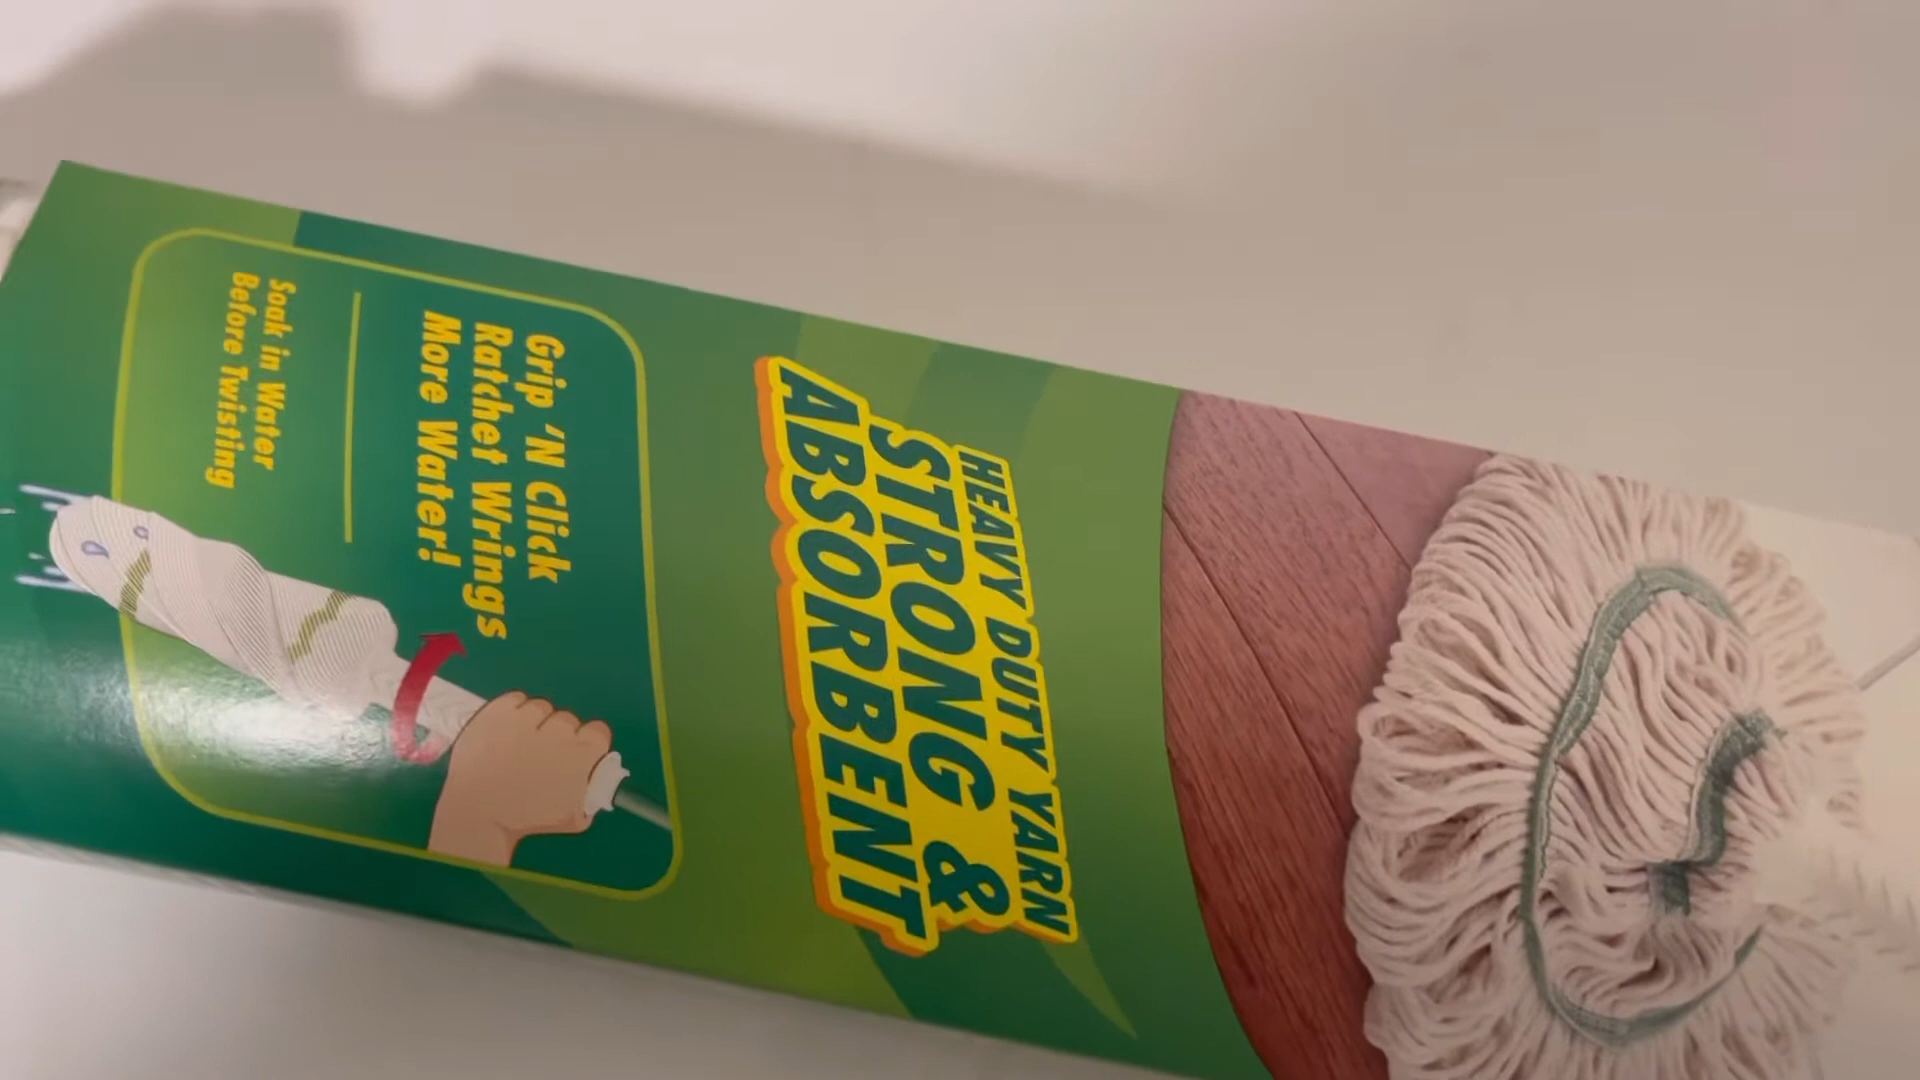 HEAVY DUTY YARN
STRONG &
ABSORBENT
Grip 'N Click
Ratchet Wrings
More Water!
Soak in Water
Before Twisting